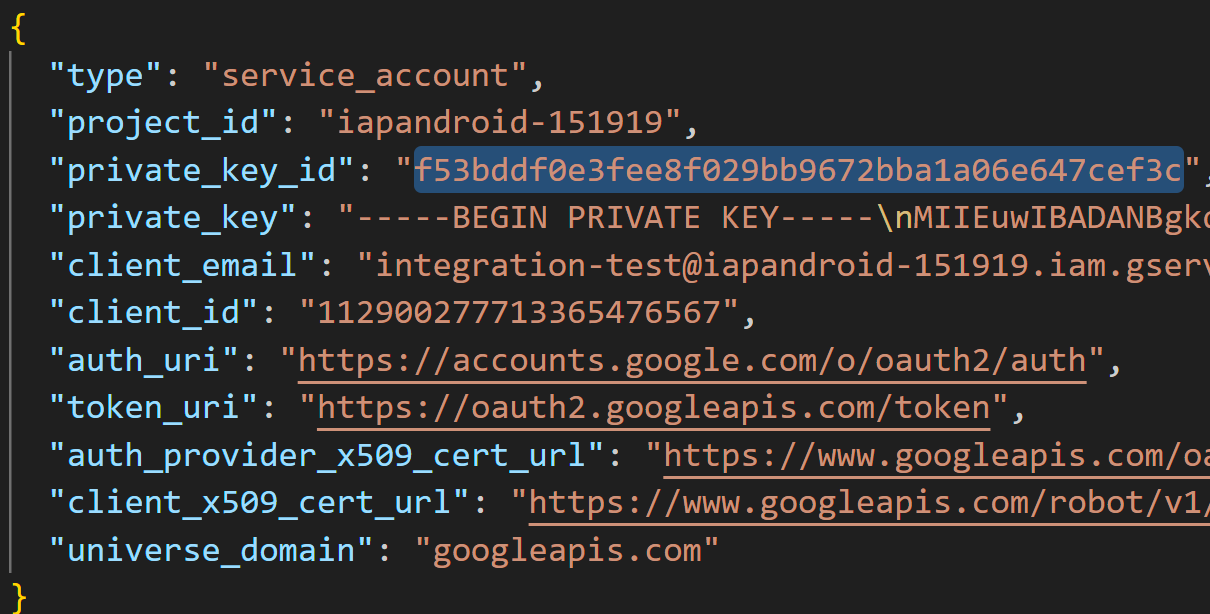 {
"type": "service_account",
"project_id": "iapandroid-151919",
"private_key_id": "f53bddf0e3fee8f029bb9672bba1a06e647cef3c",
"private_key": "-----BEGIN PRIVATE KEY-----\nMIIEuwIBADANBgk
"client_email": "integration-test@iapandroid-151919.iam.gserv
"client_id": "112900277713365476567",
"auth_uri": "https://accounts.google.com/o/oauth2/auth",
"token_uri": "https://oauth2.googleapis.com/token",
"auth_provider_x509_cert_url": "https://www.googleapis.com/oa
"client_x509_cert_url": "https://www.googleapis.com/robot/v1/
"universe_domain": "googleapis.com"
}